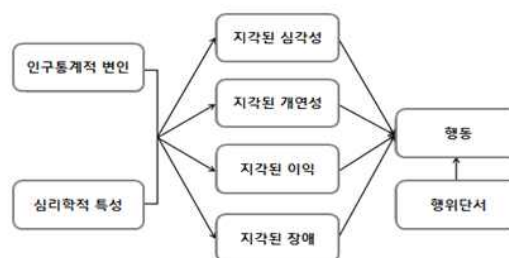 인구통계적 변인
심리학적 특성
지각된 심각성
지각된 개연성
지각된 이익
지각된 장애
행동
행위단서